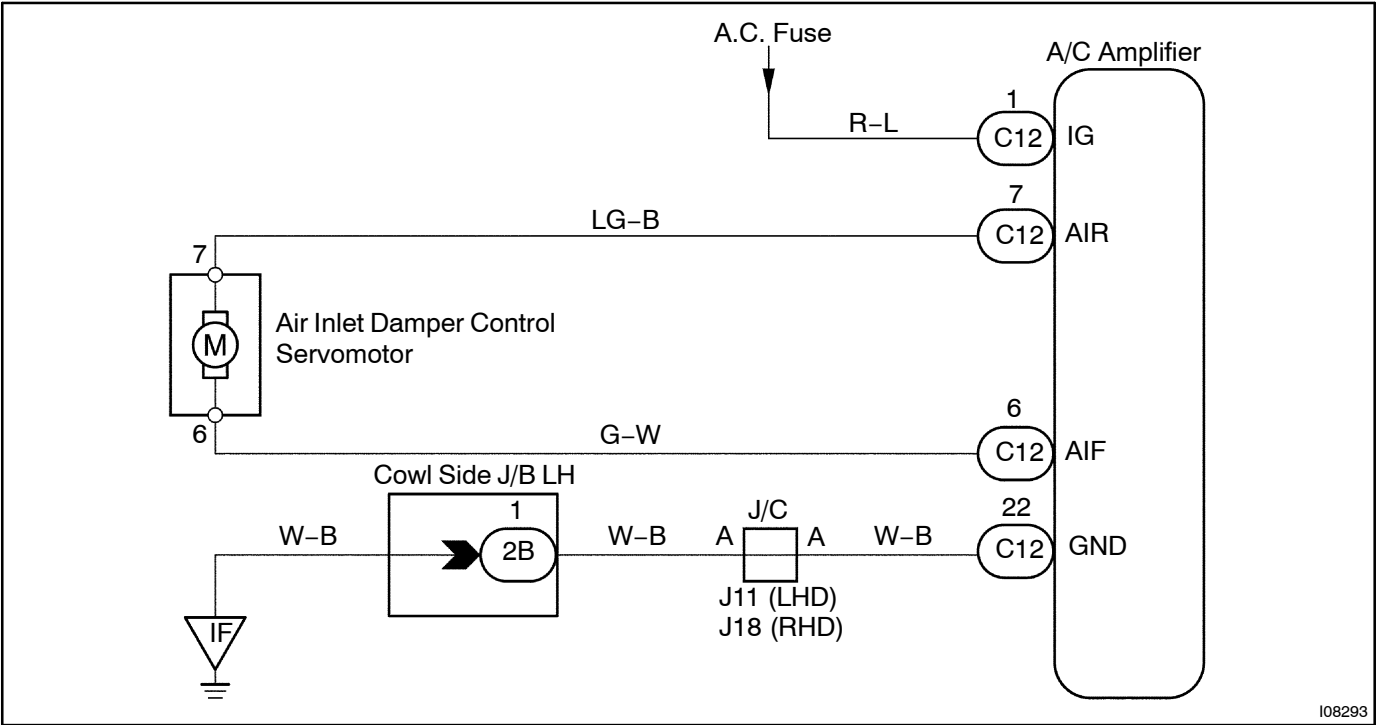 A.C. Fuse
A/C Amplifier
1
R–L
C12
IG
7
LG–B
C12
AIR
7
M
Air Inlet Damper Control
Servomotor
6
6
G–W
C12
AIF
Cowl Side J/B LH
1
2B
W–B
W–B
J/C
A
A
W–B
22
C12
GND
J11 (LHD)
J18 (RHD)
IF
I08293